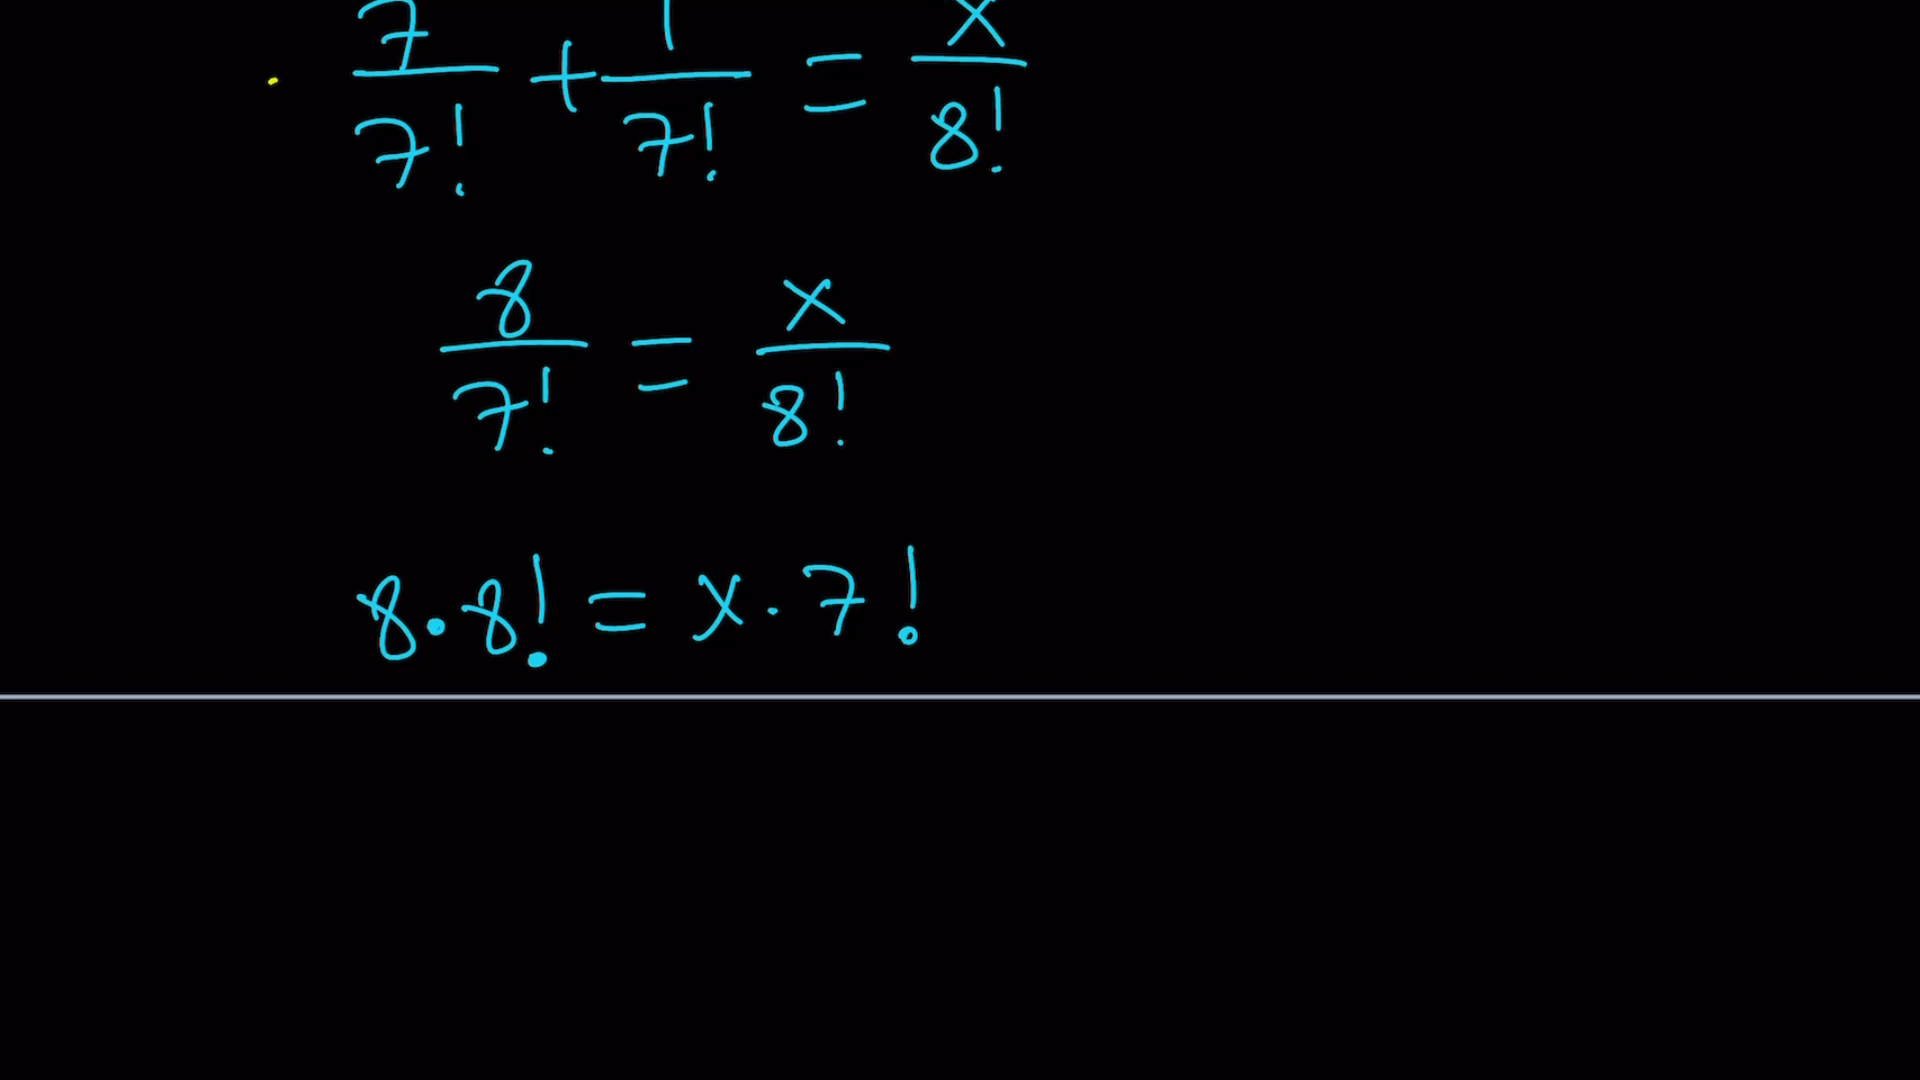 7/7! + 1/7! = x/8!
8/7! = x/8!
8·8! = x·7!